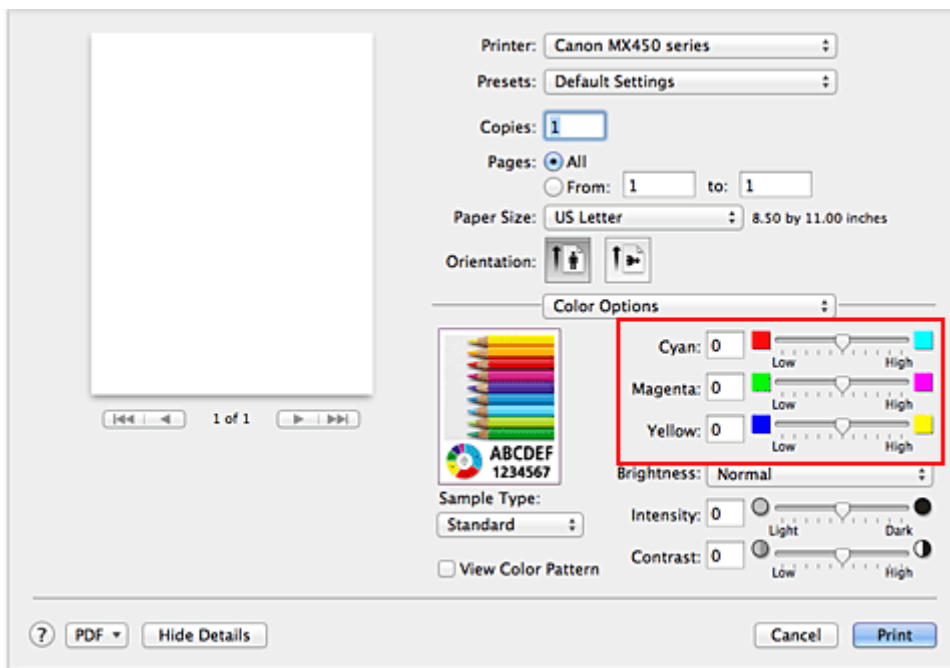 Printer: Canon MX450 series
Presets: Default Settings
Copies: 1
Pages: All
From: 1 to: 1
Paper Size: US Letter 8.50 by 11.00 inches
Orientation:
Color Options
Cyan: 0
Low High
Magenta: 0
Low High
Yellow: 0
Low High
1 of 1
ABCDEF
1234567
Brightness: Normal
Sample Type:
Standard
Intensity: 0
Light Dark
View Color Pattern
Contrast: 0
Low High
? PDF Hide Details Cancel Print